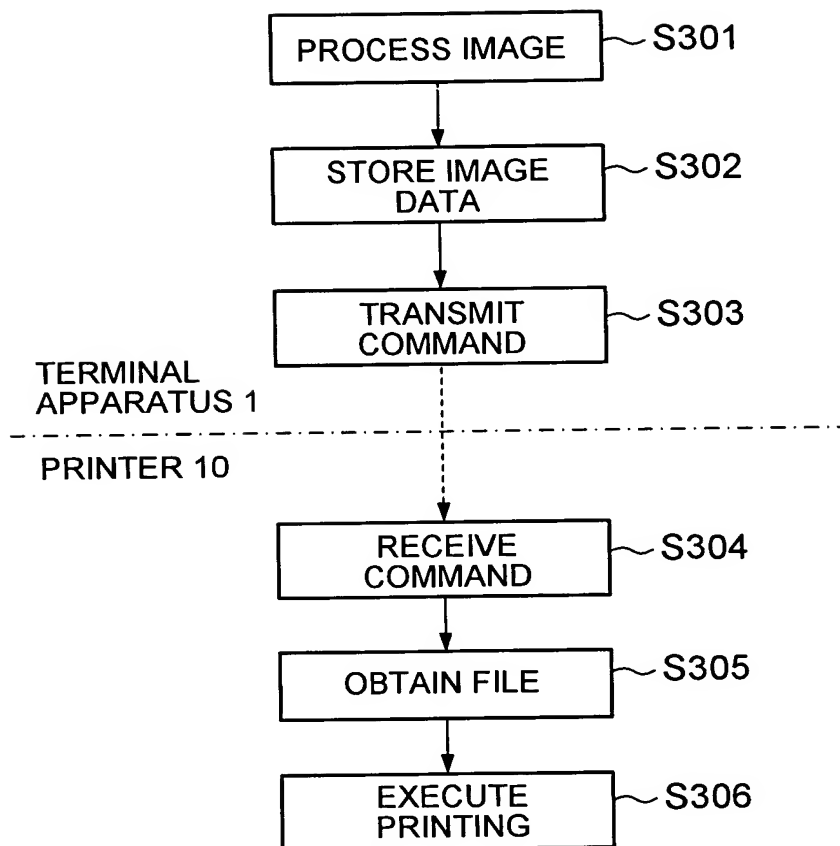 PROCESS IMAGE
S301
STORE IMAGE
DATA
S302
TRANSMIT
COMMAND
S303
TERMINAL
APPARATUS 1
PRINTER 10
RECEIVE
COMMAND
S304
OBTAIN FILE
S305
EXECUTE
PRINTING
S306